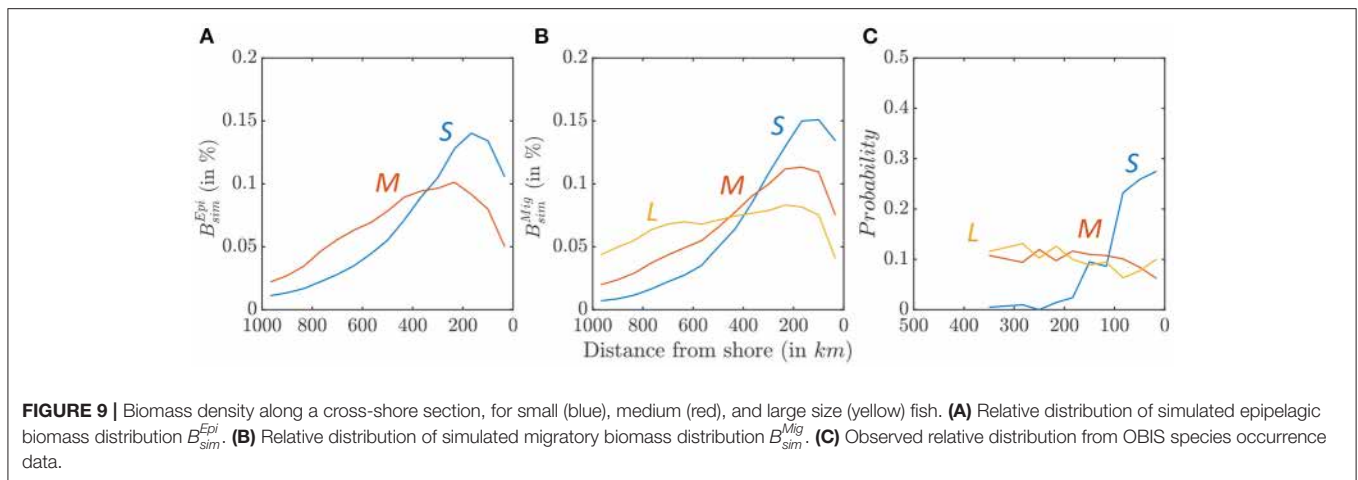 A
B
C
0.2
0.15
0.1
0.05
0
B^{Epi}_{sim} (in %)
S
M
1000 800 600 400 200 0
0.2
0.15
0.1
0.05
0
B^{Mig}_{sim} (in %)
S
M
L
1000 800 600 400 200 0
Distance from shore (in km)
0.5
0.4
0.3
0.2
0.1
0
Probability
S
M
L
500 400 300 200 100 0
FIGURE 9 | Biomass density along a cross-shore section, for small (blue), medium (red), and large size (yellow) fish. (A) Relative distribution of simulated epipelagic
biomass distribution B^{Epi}_{sim}. (B) Relative distribution of simulated migratory biomass distribution B^{Mig}_{sim}. (C) Observed relative distribution from OBIS species occurrence
data.